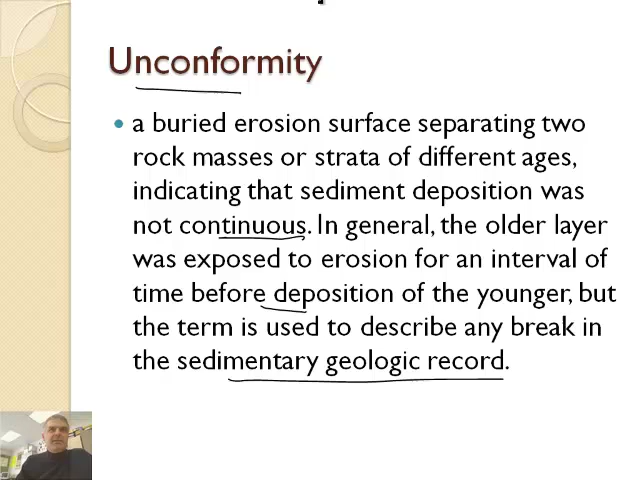 Unconformity
a buried erosion surface separating two
rock masses or strata of different ages,
indicating that sediment deposition was
not continuous. In general, the older layer
was exposed to erosion for an interval of
time before deposition of the younger, but
the term is used to describe any break in
the sedimentary geologic record.